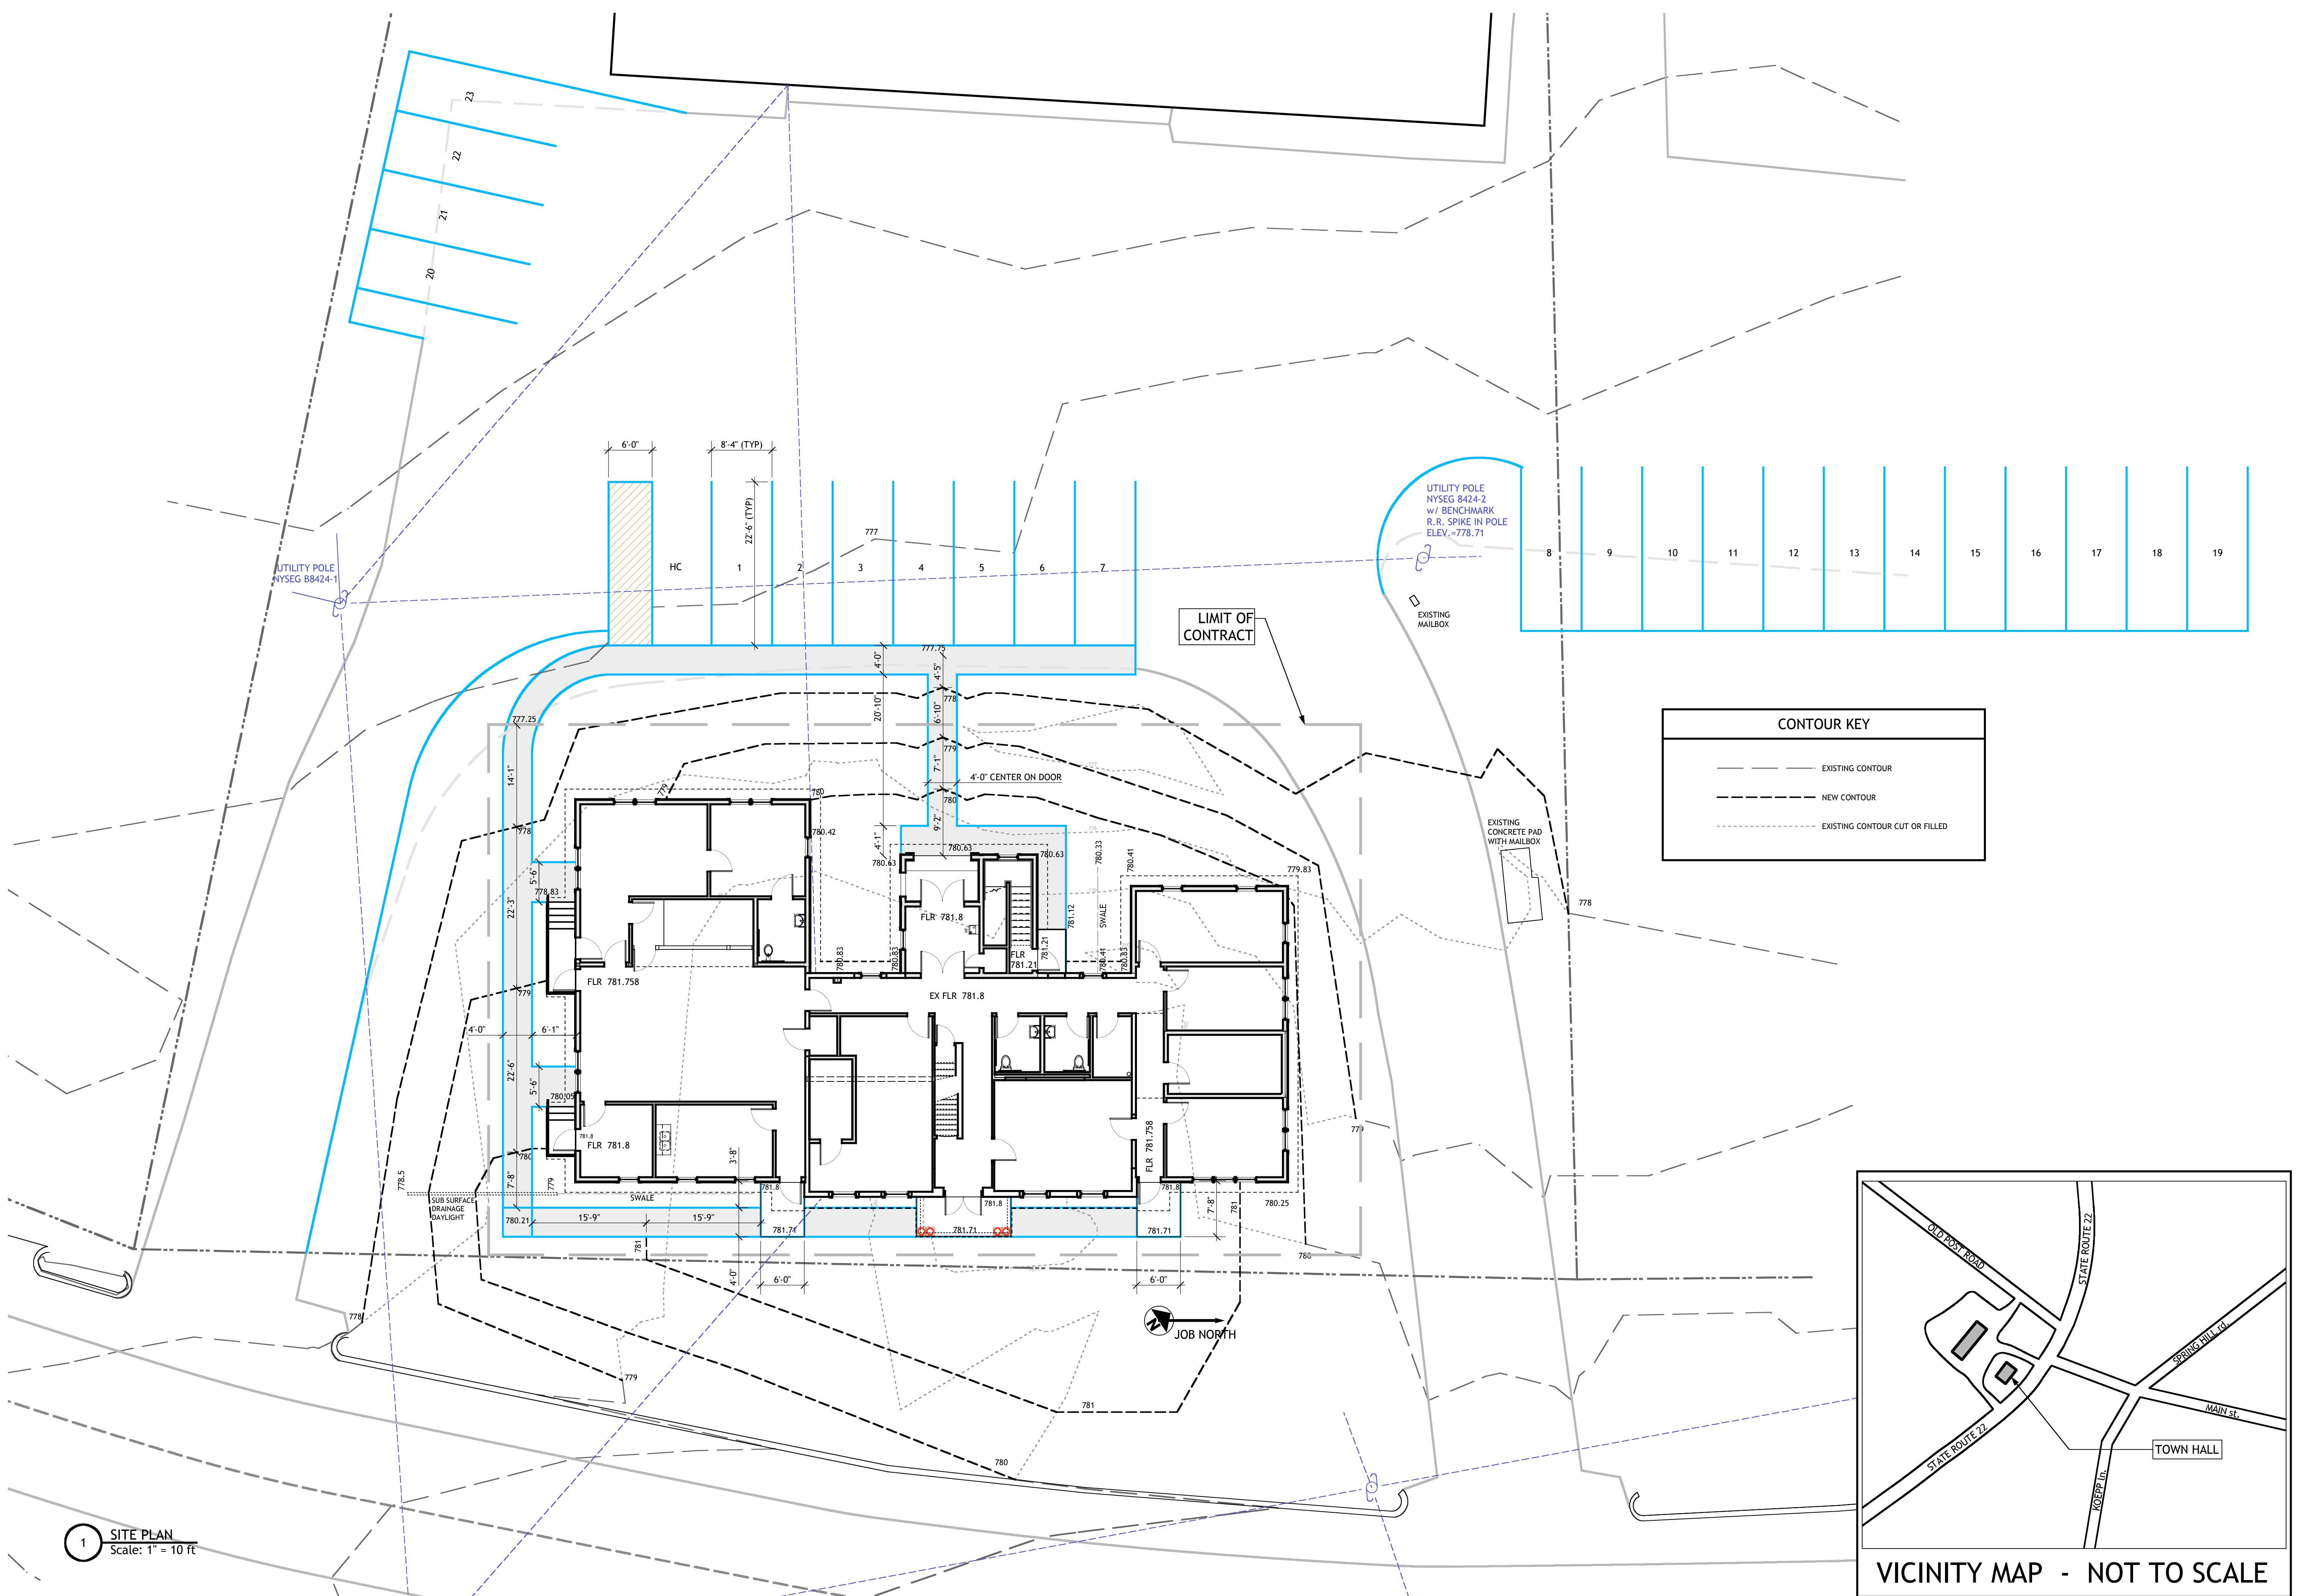 23
22
21
20
6'-0"
8'-4" (TYP)
22'-6" (TYP)
777
HC
1
2
3
4
5
6
7
UTILITY POLE
NYSEG 8424-2
w/ BENCHMARK
R.R. SPIKE IN POLE
ELEV.=778.71
8
9
10
11
12
13
14
15
16
17
18
19
UTILITY POLE
NYSEG B8424-1
EXISTING
MAILBOX
LIMIT OF
CONTRACT
777.75
4'-0"
4'-5"
778
20'-10"
6'-10"
777.25
779
7'-1"
4'-0" CENTER ON DOOR
14'-1"
779
780
780
9'-2"
4'-1"
778
780.42
780.63
780.63
780.63
780.33
780.41
779.83
CONTOUR KEY
EXISTING CONTOUR
NEW CONTOUR
EXISTING CONTOUR CUT OR FILLED
EXISTING
CONCRETE PAD
WITH MAILBOX
778
5'-6"
778.83
22'-3"
FLR 781.8
781.12
SWALE
780.83
780.83
FLR
781.21
781.21
780.41
780.83
FLR 781.758
EX FLR 781.8
779
4'-0"
6'-1"
22'-6"
5'-6"
780.05
781.8
FLR 781.8
FLR 781.758
779
3'-8"
780
7'-8"
778.5
779
SUB SURFACE
DRAINAGE
DAYLIGHT
SWALE
781.8
781.8
781.8
7'-8"
781
780.25
780.21
15'-9"
15'-9"
781.71
781.71
781.71
781
780
4'-0"
6'-0"
6'-0"
778
N
JOB NORTH
779
781
780
1
SITE PLAN
Scale: 1" = 10 ft
OLD POST ROAD
STATE ROUTE 22
SPRING HILL rd.
MAIN st.
STATE ROUTE 22
KOEPP ln.
TOWN HALL
VICINITY MAP - NOT TO SCALE